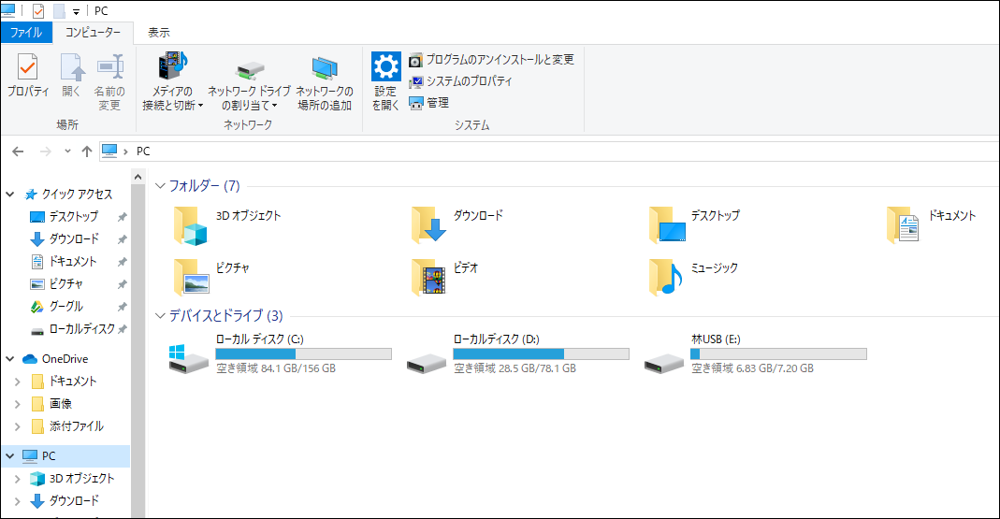 PC
ファイル
コンピューター
表示
プロパティ
開く
名前の
変更
場所
メディアの
接続と切断
ネットワーク ドライブ
の割り当て
ネットワークの
場所の追加
ネットワーク
設定
を開く
プログラムのアンインストールと変更
システムのプロパティ
管理
システム
PC
クイック アクセス
デスクトップ
ダウンロード
ドキュメント
ピクチャ
グーグル
ローカルディスク
OneDrive
ドキュメント
画像
添付ファイル
PC
3D オブジェクト
ダウンロード
フォルダー (7)
3D オブジェクト
ダウンロード
デスクトップ
ドキュメント
ピクチャ
ビデオ
ミュージック
デバイスとドライブ (3)
ローカル ディスク (C:)
空き領域 84.1 GB/156 GB
ローカルディスク (D:)
空き領域 28.5 GB/78.1 GB
林USB (E:)
空き領域 6.83 GB/7.20 GB